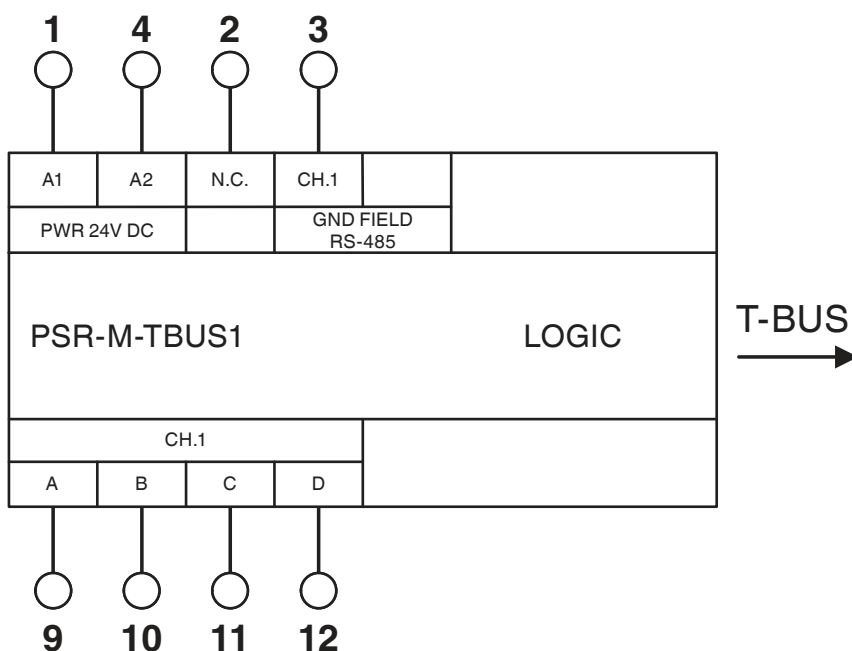 1 4 2 3
A1 A2 N.C. CH.1
PWR 24V DC
GND FIELD
RS-485
PSR-M-TBUS1 LOGIC
T-BUS
CH.1
A B C D
9 10 11 12